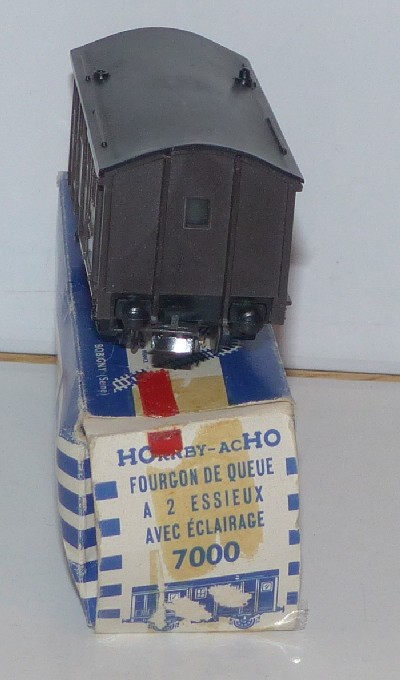 BOBIGNY (Seine)
HORNBY-ACHO
FOURGON DE QUEUE
A 2 ESSIEUX
AVEC ÉCLAIRAGE
7000